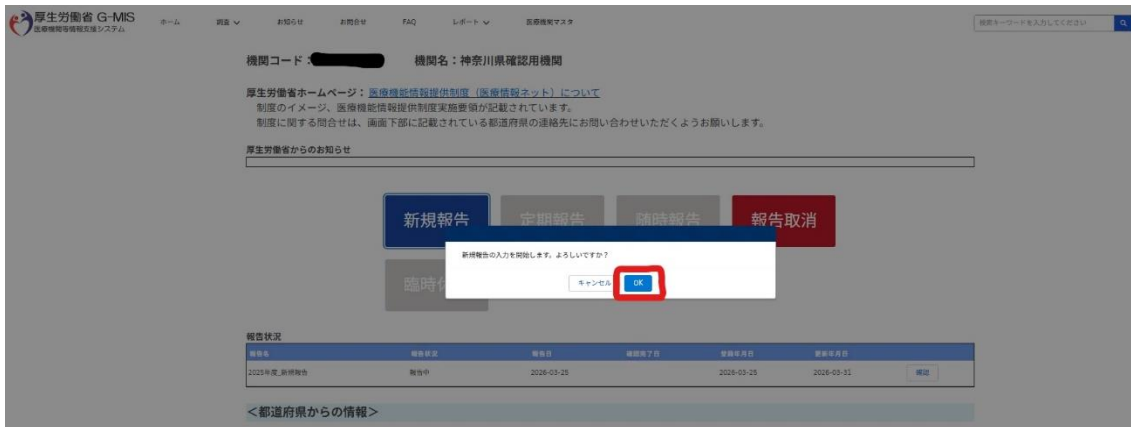 厚生労働省 G-MIS
医療機関等情報支援システム
ホーム 調査 お知らせ お問合せ FAQ レポート 医療機関マスタ
検索キーワードを入力してください
機関コード： 機関名：神奈川県確認用機関
厚生労働省ホームページ：医療機能情報提供制度（医療情報ネット）について
制度のイメージ、医療機能情報提供制度実施要領が記載されています。
制度に関する問合せは、画面下部に記載されている都道府県の連絡先にお問い合わせいただくようお願いします。
厚生労働省からのお知らせ
新規報告 定期報告 随時報告 報告取消
新規報告の入力を開始します。よろしいですか？
キャンセル OK
臨時
報告状況
報告名 報告状況 報告日 確認完了日 登録年月日 更新年月日
2025年度_新規報告 報告中 2026-03-25 2026-03-25 2026-03-31 確認
＜都道府県からの情報＞